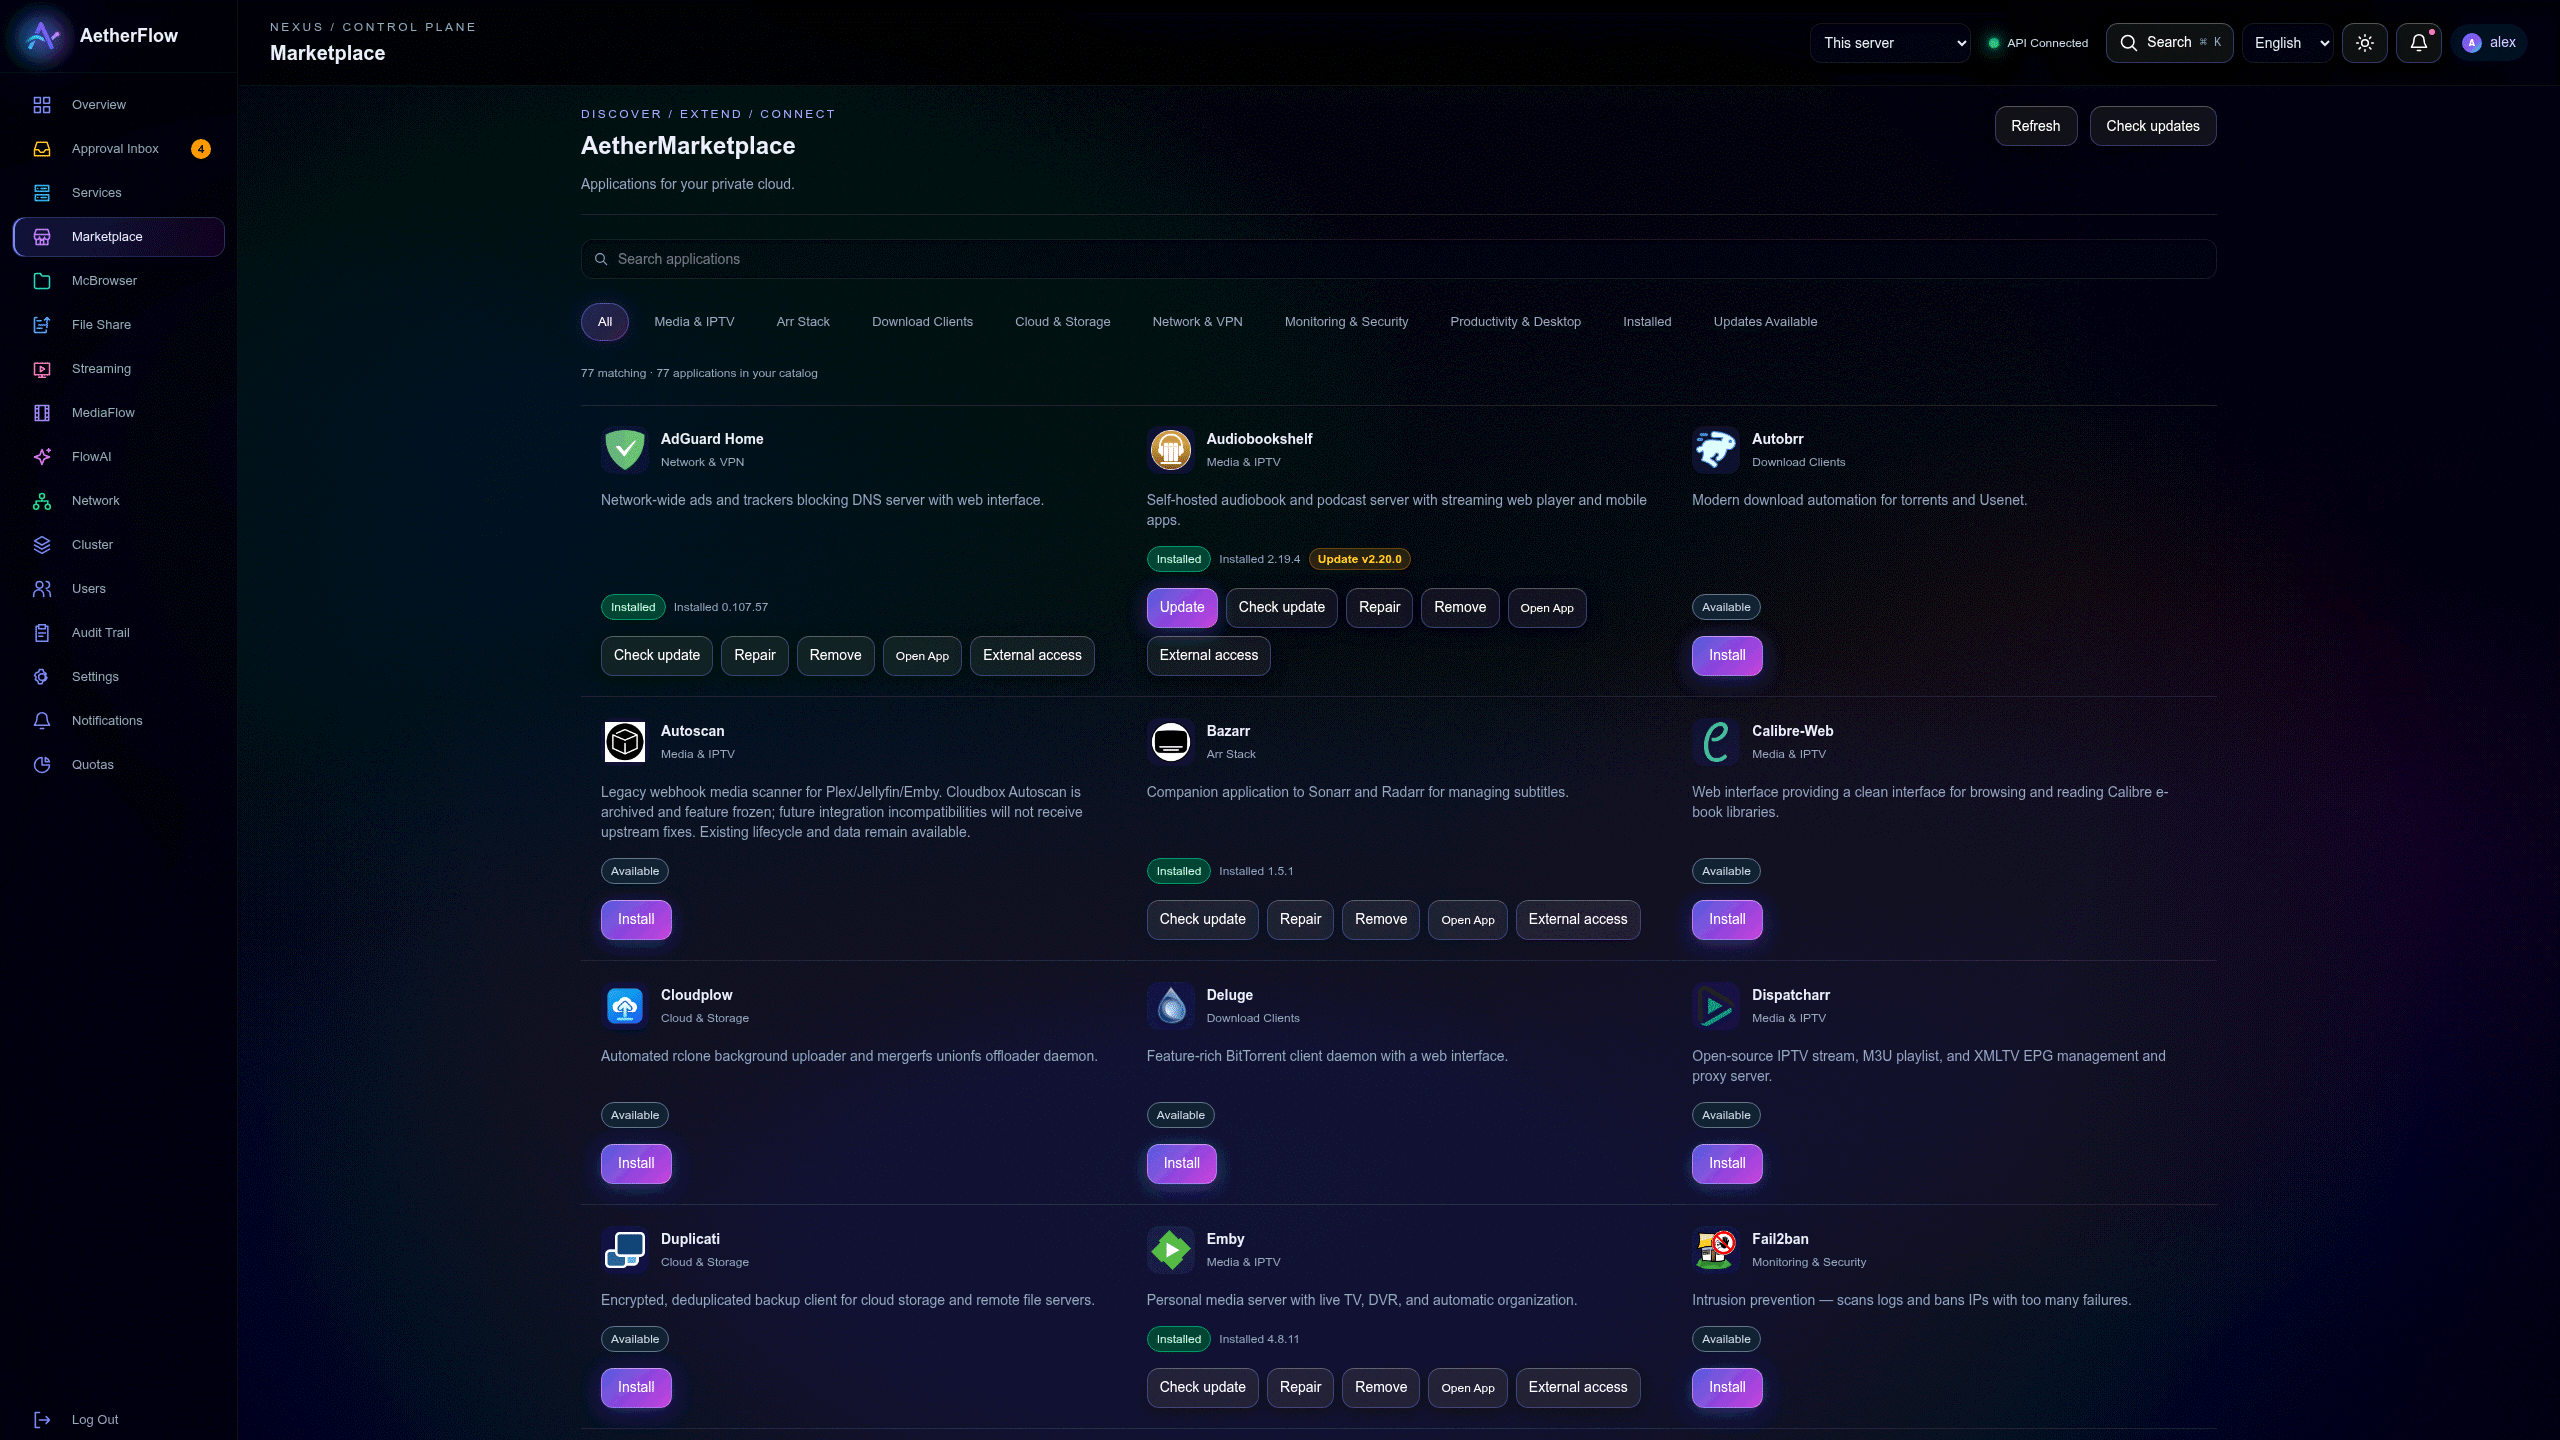 AetherFlow
NEXUS / CONTROL PLANE
Marketplace
This server
API Connected
Search ⌘ K
English
A
alex
Overview
Approval Inbox
4
Services
Marketplace
McBrowser
File Share
Streaming
MediaFlow
FlowAI
Network
Cluster
Users
Audit Trail
Settings
Notifications
Quotas
Log Out
DISCOVER / EXTEND / CONNECT
AetherMarketplace
Applications for your private cloud.
Refresh
Check updates
Search applications
All
Media & IPTV
Arr Stack
Download Clients
Cloud & Storage
Network & VPN
Monitoring & Security
Productivity & Desktop
Installed
Updates Available
77 matching · 77 applications in your catalog
AdGuard Home
Network & VPN
Network-wide ads and trackers blocking DNS server with web interface.
Installed
Installed 0.107.57
Check update
Repair
Remove
Open App
External access
Audiobookshelf
Media & IPTV
Self-hosted audiobook and podcast server with streaming web player and mobile
apps.
Installed
Installed 2.19.4
Update v2.20.0
Update
Check update
Repair
Remove
Open App
External access
Autobrr
Download Clients
Modern download automation for torrents and Usenet.
Available
Install
Autoscan
Media & IPTV
Legacy webhook media scanner for Plex/Jellyfin/Emby. Cloudbox Autoscan is
archived and feature frozen; future integration incompatibilities will not receive
upstream fixes. Existing lifecycle and data remain available.
Available
Install
Bazarr
Arr Stack
Companion application to Sonarr and Radarr for managing subtitles.
Installed
Installed 1.5.1
Check update
Repair
Remove
Open App
External access
Calibre-Web
Media & IPTV
Web interface providing a clean interface for browsing and reading Calibre e-
book libraries.
Available
Install
Cloudplow
Cloud & Storage
Automated rclone background uploader and mergerfs unionfs offloader daemon.
Available
Install
Deluge
Download Clients
Feature-rich BitTorrent client daemon with a web interface.
Available
Install
Dispatcharr
Media & IPTV
Open-source IPTV stream, M3U playlist, and XMLTV EPG management and
proxy server.
Available
Install
Duplicati
Cloud & Storage
Encrypted, deduplicated backup client for cloud storage and remote file servers.
Available
Install
Emby
Media & IPTV
Personal media server with live TV, DVR, and automatic organization.
Installed
Installed 4.8.11
Check update
Repair
Remove
Open App
External access
Fail2ban
Monitoring & Security
Intrusion prevention — scans logs and bans IPs with too many failures.
Available
Install